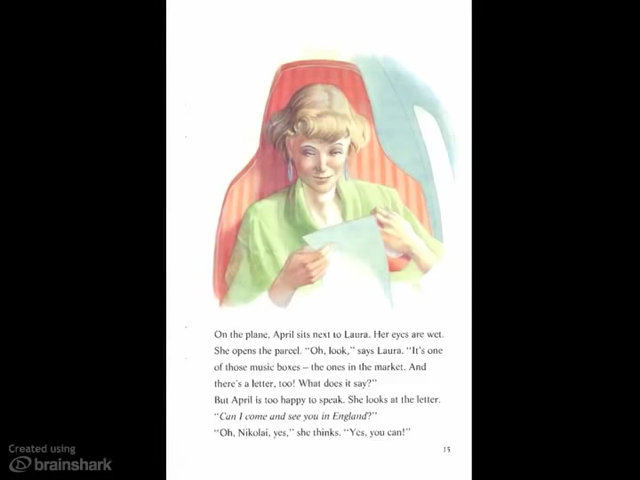 On the plane, April sits next to Laura. Her eyes are wet.
She opens the parcel. “Oh, look,” says Laura. “It’s one
of those music boxes – the ones in the market. And
there’s a letter, too! What does it say?”
But April is too happy to speak. She looks at the letter.
“Can I come and see you in England?”
“Oh, Nikolai, yes,” she thinks. “Yes, you can!”
15
Created using
brainshark